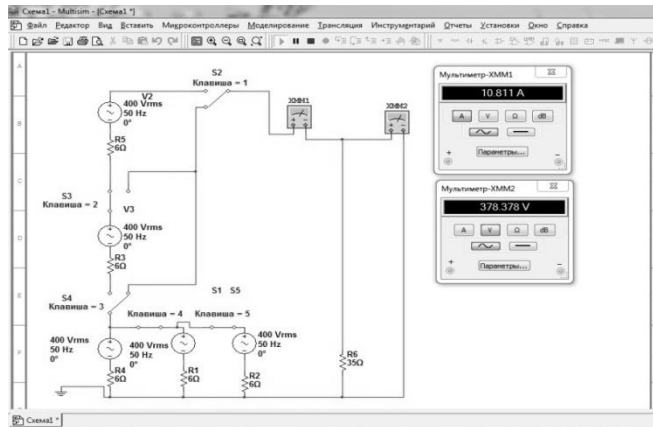 Схема1 - Multisim - [Схема1 *]
Файл Редактор Вид Вставить Микроконтроллеры Моделирование Трансляция Инструментарий Отчеты Установки Окно Справка
A
B
C
D
E
F
S2
Клавиша = 1
V2
400 Vrms
50 Hz
0°
R5
6Ω
XMM1
XMM2
S3
Клавиша = 2
V3
400 Vrms
50 Hz
0°
R3
6Ω
S4
Клавиша = 3
S1 S5
Клавиша = 4
Клавиша = 5
400 Vrms
50 Hz
0°
R4
6Ω
400 Vrms
50 Hz
0°
R1
6Ω
400 Vrms
50 Hz
0°
R2
6Ω
R6
35Ω
Мультиметр-XMM1
10.811 A
A V Ω dB
Параметры...
+ −
Мультиметр-XMM2
378.378 V
A V Ω dB
Параметры...
+ −
Схема1 *